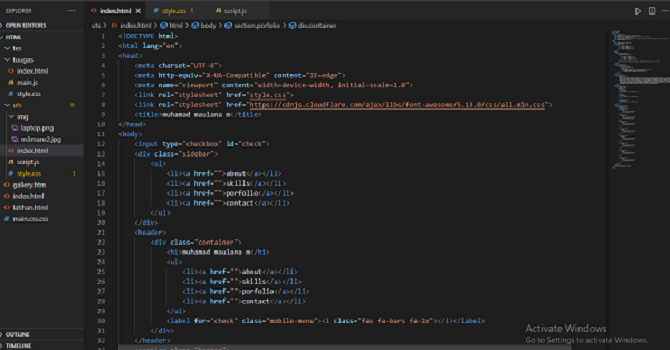 EXPLORER
index.html
style.css
script.js
OPEN EDITORS
uts > index.html > html > body > section.porfolio > div.container
HTML
tes
tuugas
index.html
main.js
style.css
uts
img
laptop.png
index.html
script.js
style.css 1
gallery.htm
index.html
latihan.html
main.css.css
OUTLINE
TIMELINE
1 <!DOCTYPE html>
2 <html lang="en">
3 <head>
4 <meta charset="UTF-8">
5 <meta http-equiv="X-UA-Compatible" content="IE=edge">
6 <meta name="viewport" content="width=device-width, initial-scale=1.0">
7 <link rel="stylesheet" href="style.css">
8 <link rel="stylesheet" href="https://cdnjs.cloudflare.com/ajax/libs/font-awesome/5.13.0/css/all.min.css">
9 <title>muhamad maulana m</title>
10 </head>
11 <body>
12 <input type="checkbox" id="check">
13 <div class="sidebar">
14 <ul>
15 <li><a href="">about</a></li>
16 <li><a href="">skills</a></li>
17 <li><a href="">porfolio</a></li>
18 <li><a href="">contact</a></li>
19 </ul>
20 </div>
21 <header>
22 <div class="container">
23 <h1>muhamad maulana m</h1>
24 <ul>
25 <li><a href="">about</a></li>
26 <li><a href="">skills</a></li>
27 <li><a href="">porfolio</a></li>
28 <li><a href="">contact</a></li>
29 </ul>
30 <label for="check" class="mobile-menu"><i class="fas fa-bars fa-2x"></i></label>
31 </div>
32 </header>
Activate Windows
Go to Settings to activate Windows.